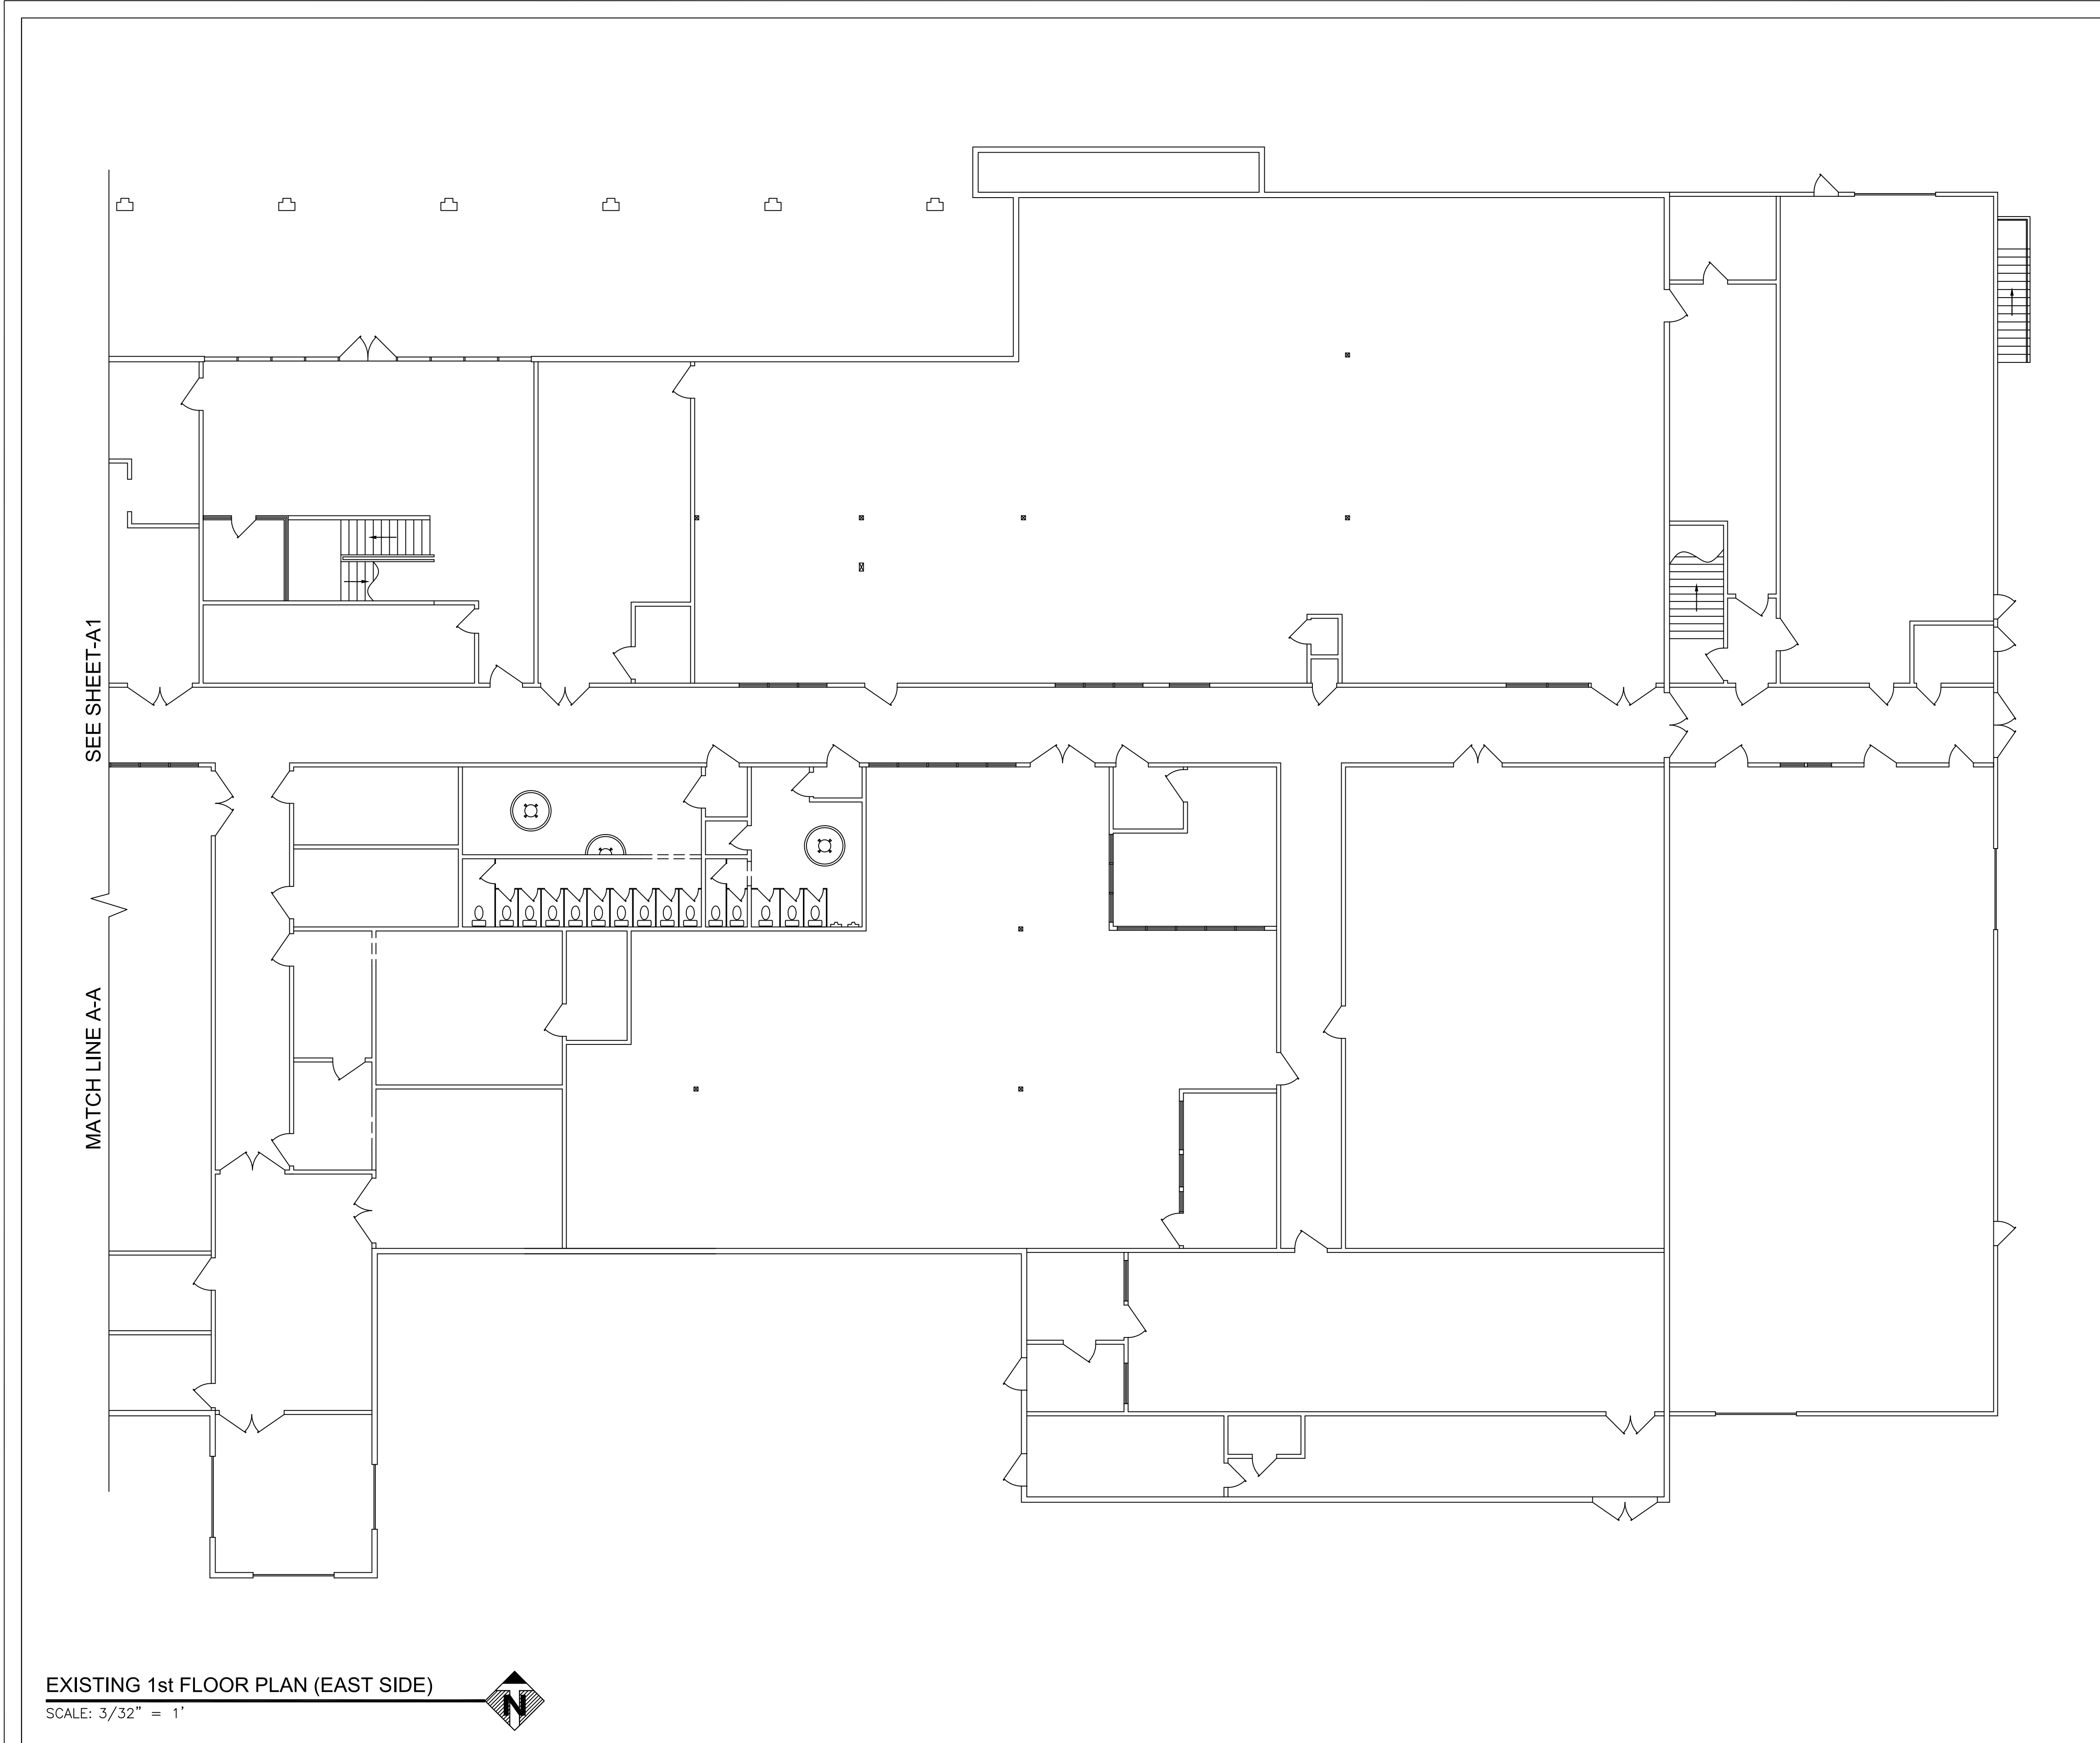 SEE SHEET-A1
MATCH LINE A-A
EXISTING 1st FLOOR PLAN (EAST SIDE)
SCALE: 3/32" = 1'
N